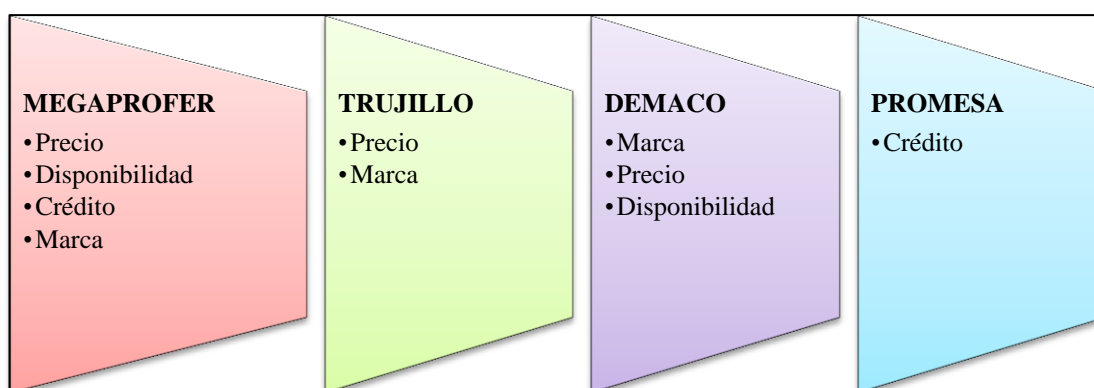 MEGAPROFER
•Precio
•Disponibilidad
•Crédito
•Marca
TRUJILLO
•Precio
•Marca
DEMACO
•Marca
•Precio
•Disponibilidad
PROMESA
•Crédito